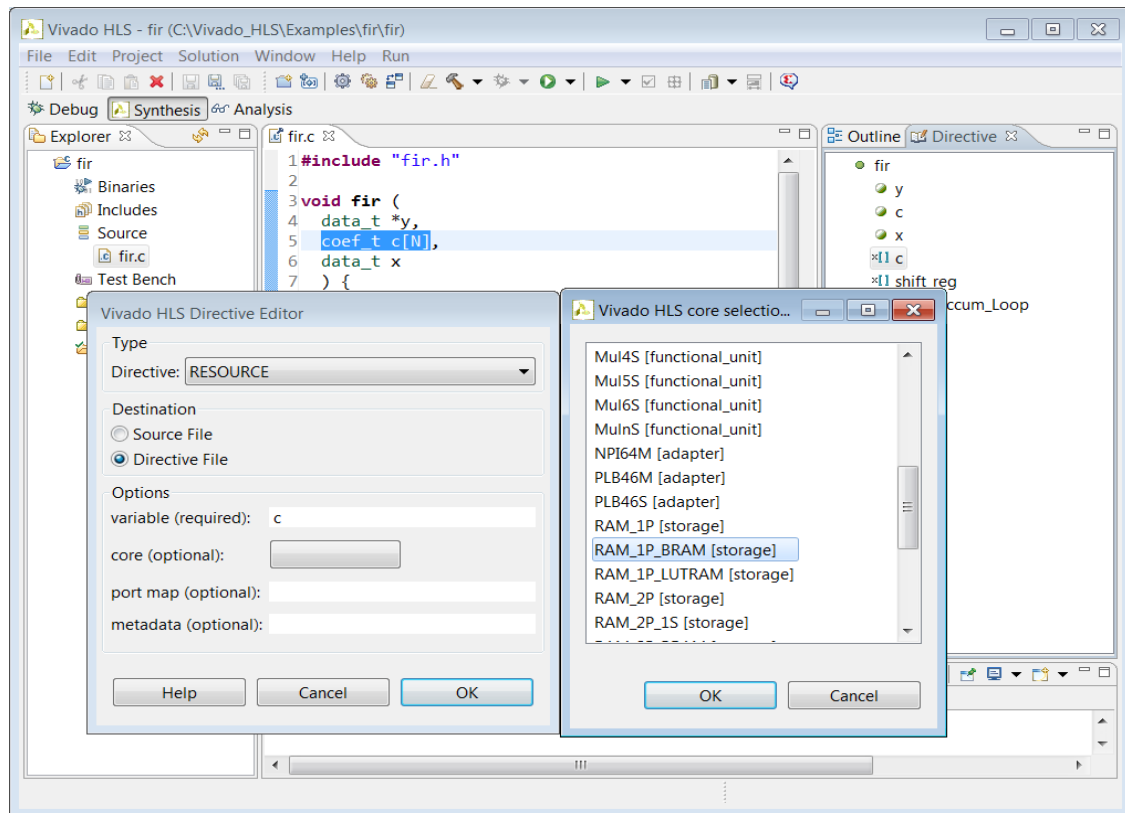 Vivado HLS - fir (C:\Vivado_HLS\Examples\fir\fir)
File Edit Project Solution Window Help Run
Debug Synthesis Analysis
Explorer
fir
Binaries
Includes
Source
fir.c
Test Bench
fir.c
1 #include "fir.h"
2
3 void fir (
4 data_t *y,
5 coef_t c[N],
6 data_t x
7 ) {
Outline Directive
fir
y
c
x
×[] c
×[] shift_reg
ccum_Loop
Vivado HLS Directive Editor
Type
Directive: RESOURCE
Destination
Source File
Directive File
Options
variable (required): c
core (optional):
port map (optional):
metadata (optional):
Help Cancel OK
Vivado HLS core selectio...
Mul4S [functional_unit]
Mul5S [functional_unit]
Mul6S [functional_unit]
MulnS [functional_unit]
NPI64M [adapter]
PLB46M [adapter]
PLB46S [adapter]
RAM_1P [storage]
RAM_1P_BRAM [storage]
RAM_1P_LUTRAM [storage]
RAM_2P [storage]
RAM_2P_1S [storage]
OK Cancel